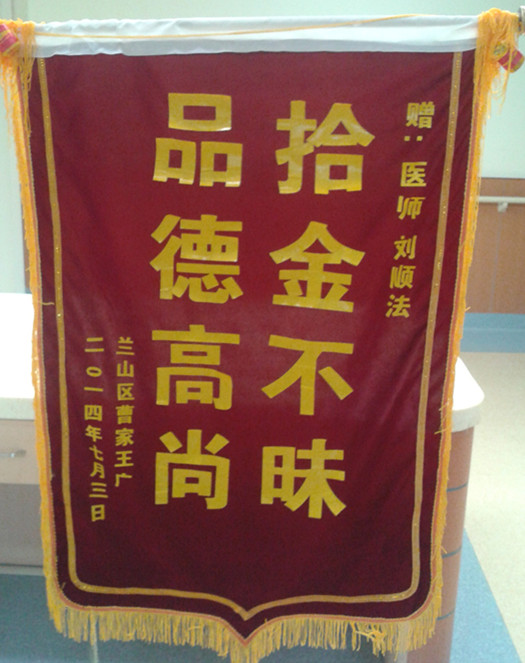 赠:医师 刘顺法
拾金不昧
品德高尚
兰山区曹家王广
二0一四年七月三日